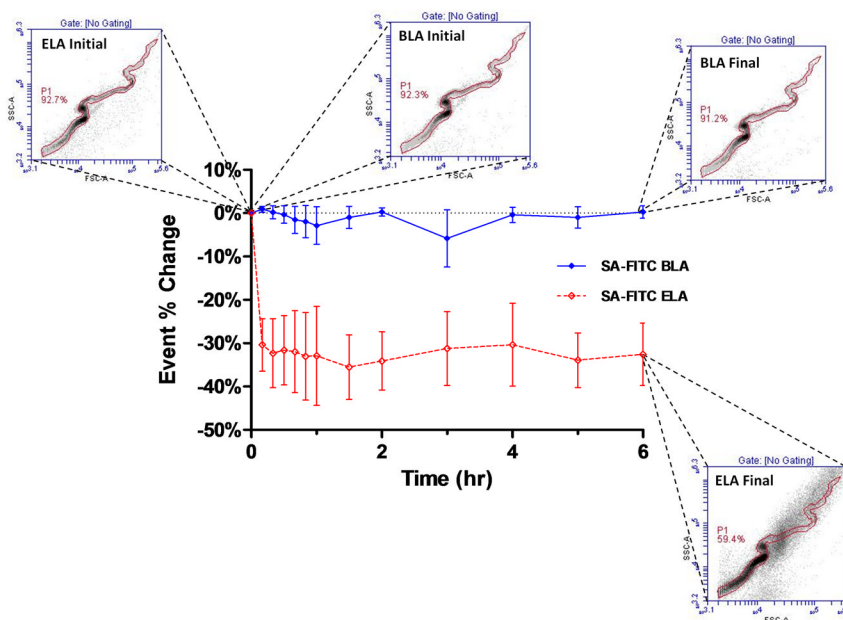 Gate: [No Gating]
ELA Initial
P1
92.7%
SSC-A
FSC-A
Gate: [No Gating]
BLA Initial
P1
92.3%
SSC-A
FSC-A
Gate: [No Gating]
BLA Final
P1
91.2%
SSC-A
FSC-A
10%
0%
-10%
-20%
-30%
-40%
-50%
Event % Change
0 2 4 6
Time (hr)
SA-FITC BLA
SA-FITC ELA
Gate: [No Gating]
ELA Final
P1
59.4%
SSC-A
FSC-A